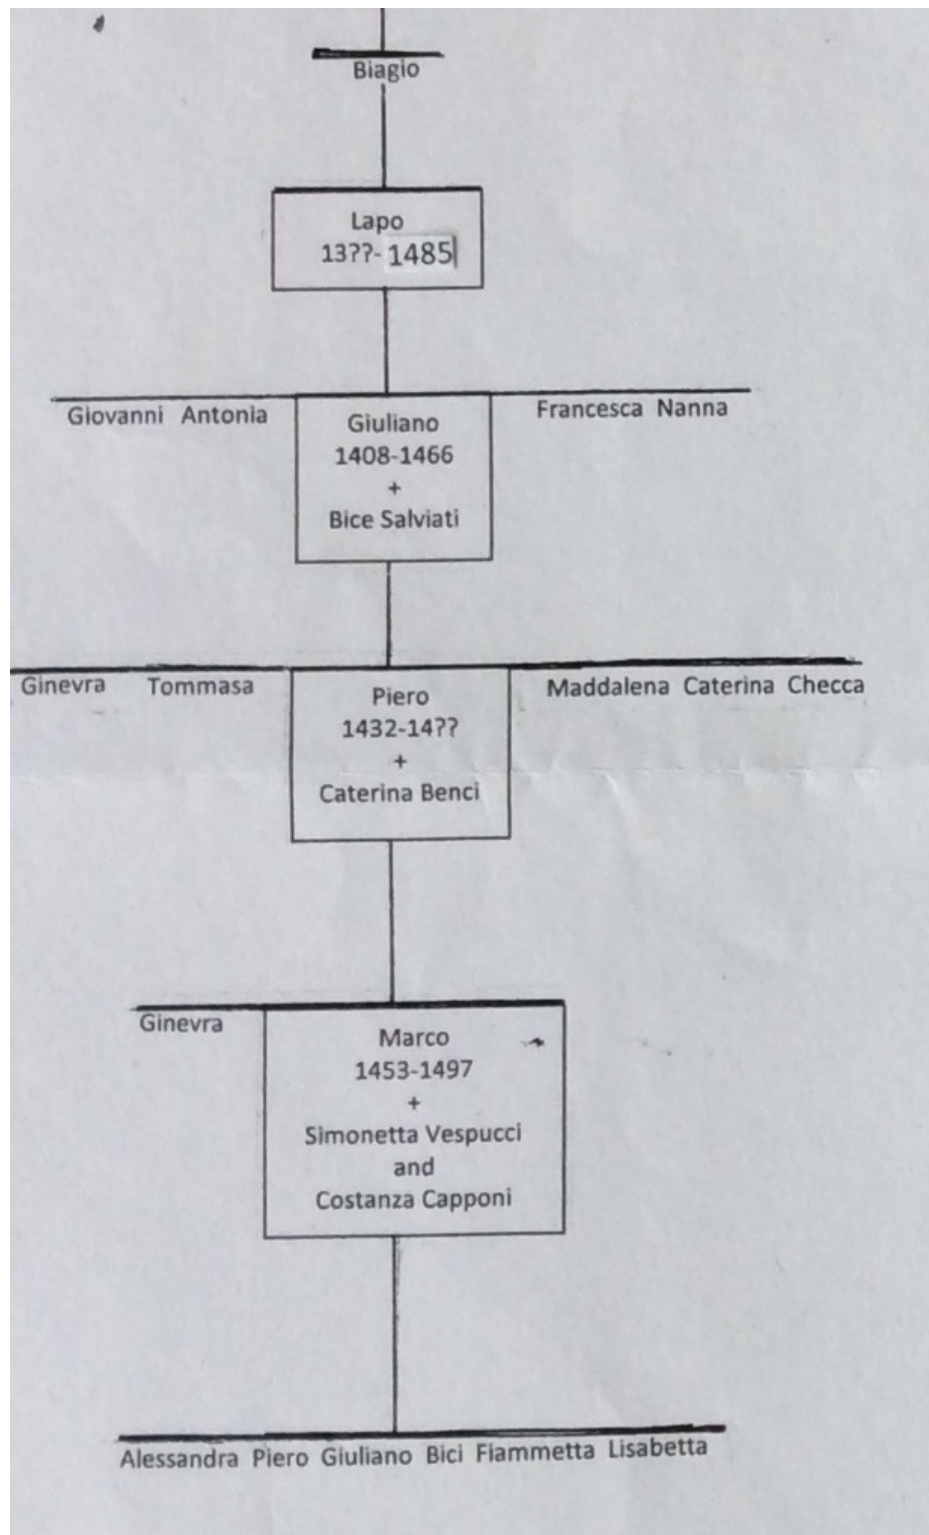 Biagio
Lapo
13??- 1485
Giovanni Antonia
Francesca Nanna
Giuliano
1408-1466
+
Bice Salviati
Ginevra Tommasa
Maddalena Caterina Checca
Piero
1432-14??
+
Caterina Benci
Ginevra
Marco
1453-1497
+
Simonetta Vespucci
and
Costanza Capponi
Alessandra Piero Giuliano Bici Fiammetta Lisabetta